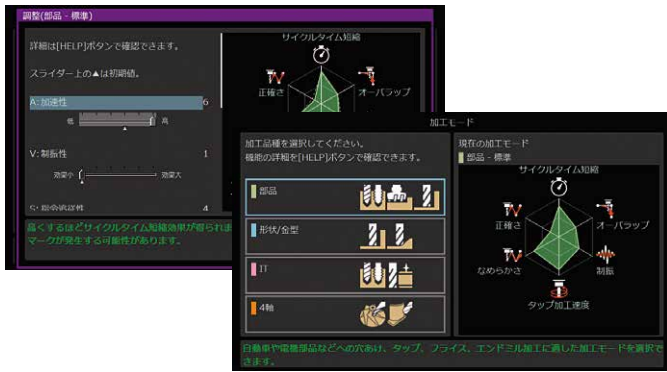 調整(部品 - 標準)
詳細は[HELP]ボタンで確認できます。
スライダー上の▲は初期値。
A: 加速性 6
低 高
V: 制振性 1
効果小 効果大
4
高くするほどサイクルタイム短縮効果が得られま
マークが発生する可能性があります。
サイクルタイム短縮
正確さ
オーバラップ
加工モード
加工品種を選択してください。
機能の詳細を[HELP]ボタンで確認できます。
部品
形状/金型
IT
4軸
現在の加工モード
部品 - 標準
サイクルタイム短縮
正確さ
オーバラップ
なめらかさ
制振
タップ加工速度
自動車や電機部品などへの穴あけ、タップ、フライス、エンドミル加工に適した加工モードを選択で
きます。